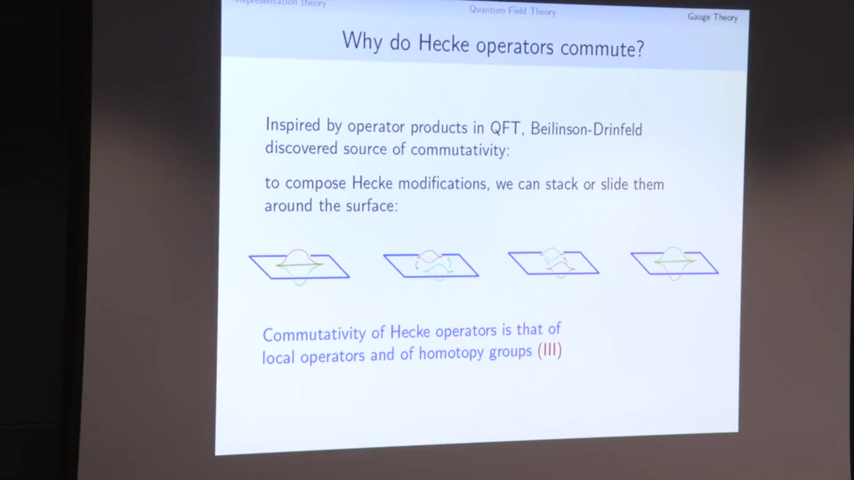 Representation theory
Quantum Field Theory
Gauge Theory
Why do Hecke operators commute?
Inspired by operator products in QFT, Beilinson-Drinfeld
discovered source of commutativity:
to compose Hecke modifications, we can stack or slide them
around the surface:
Commutativity of Hecke operators is that of
local operators and of homotopy groups (III)